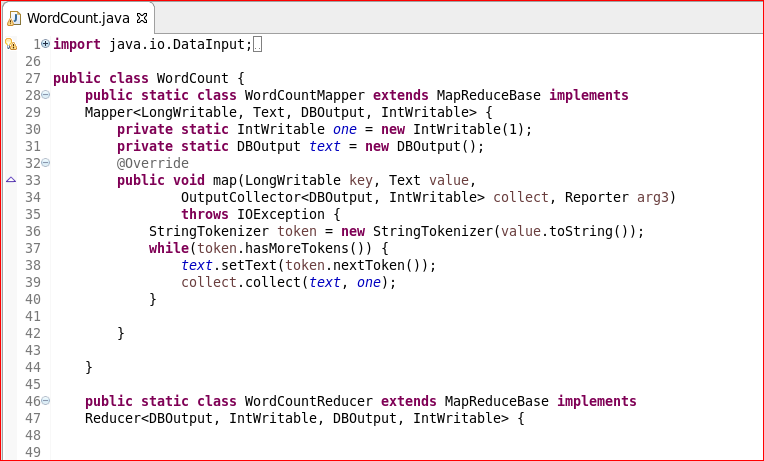 WordCount.java
1 import java.io.DataInput;
26
27 public class WordCount {
28 public static class WordCountMapper extends MapReduceBase implements
29 Mapper<LongWritable, Text, DBOutput, IntWritable> {
30 private static IntWritable one = new IntWritable(1);
31 private static DBOutput text = new DBOutput();
32 @Override
33 public void map(LongWritable key, Text value,
34 OutputCollector<DBOutput, IntWritable> collect, Reporter arg3)
35 throws IOException {
36 StringTokenizer token = new StringTokenizer(value.toString());
37 while(token.hasMoreTokens()) {
38 text.setText(token.nextToken());
39 collect.collect(text, one);
40 }
41
42 }
43
44 }
45
46 public static class WordCountReducer extends MapReduceBase implements
47 Reducer<DBOutput, IntWritable, DBOutput, IntWritable> {
48
49